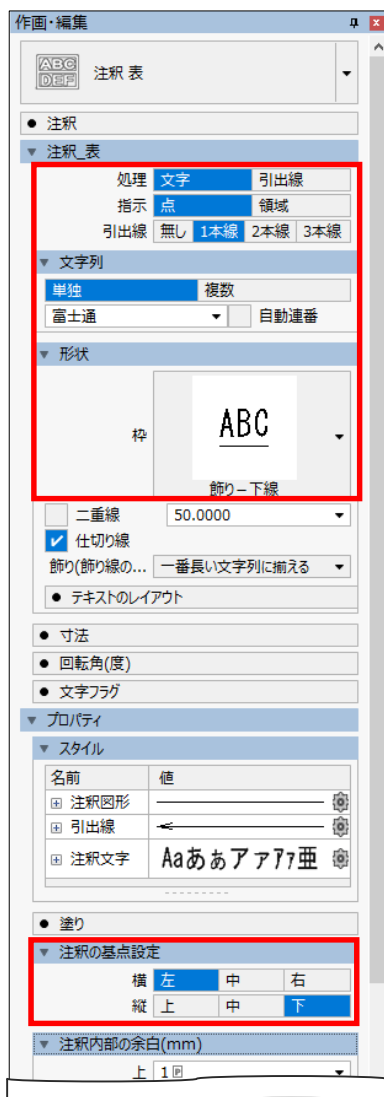 作画・編集
ABC
DEF
注釈 表
注釈
注釈_表
処理 文字 引出線
指示 点 領域
引出線 無し 1本線 2本線 3本線
文字列
単独 複数
富士通 自動連番
形状
枠
ABC
飾り－下線
二重線 50.0000
仕切り線
飾り(飾り線の... 一番長い文字列に揃える
テキストのレイアウト
寸法
回転角(度)
文字フラグ
プロパティ
スタイル
名前 値
注釈図形
引出線
注釈文字 Aaあぁアァｱｧ亜
塗り
注釈の基点設定
横 左 中 右
縦 上 中 下
注釈内部の余白(mm)
上 1 P